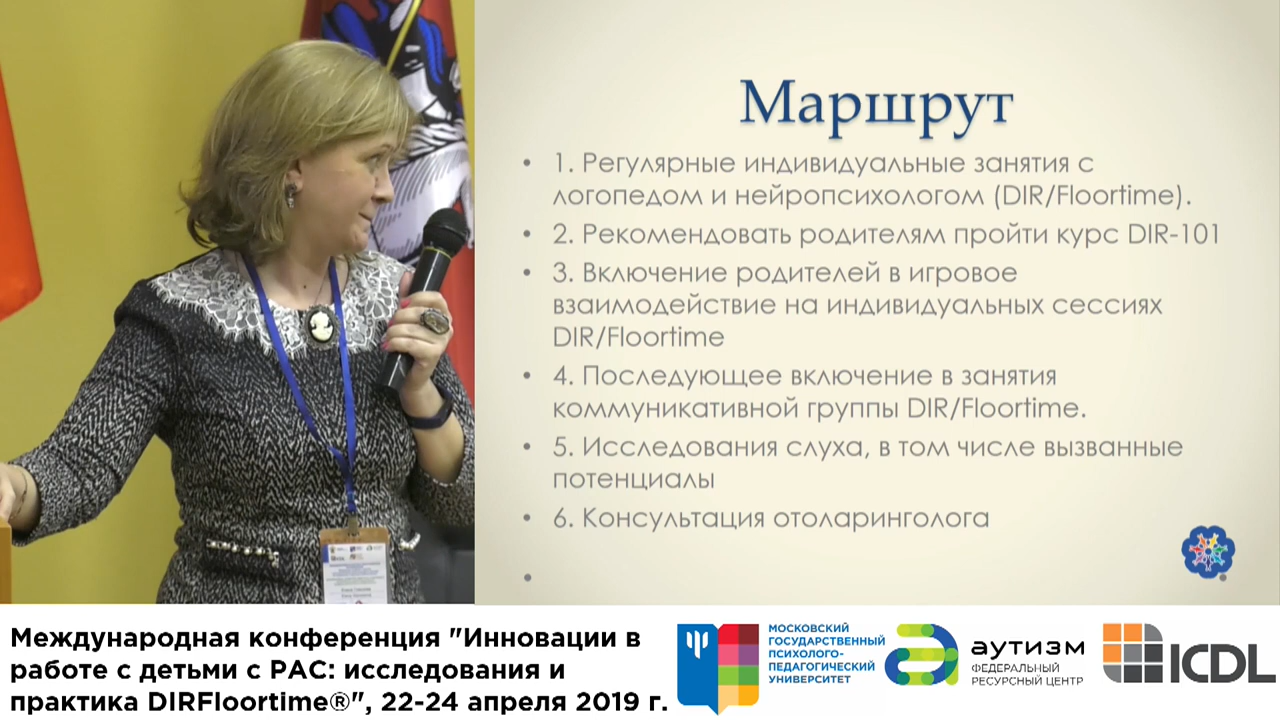 Маршрут
• 1. Регулярные индивидуальные занятия с
логопедом и нейропсихологом (DIR/Floortime).
• 2. Рекомендовать родителям пройти курс DIR-101
• 3. Включение родителей в игровое
взаимодействие на индивидуальных сессиях
DIR/Floortime
• 4. Последующее включение в занятия
коммуникативной группы DIR/Floortime.
• 5. Исследования слуха, в том числе вызванные
потенциалы
• 6. Консультация отоларинголога
•
Международная конференция "Инновации в
работе с детьми с РАС: исследования и
практика DIRFloortime®", 22-24 апреля 2019 г.
МОСКОВСКИЙ
ГОСУДАРСТВЕННЫЙ
ПСИХОЛОГО-
ПЕДАГОГИЧЕСКИЙ
УНИВЕРСИТЕТ
аутизм
ФЕДЕРАЛЬНЫЙ
РЕСУРСНЫЙ ЦЕНТР
ICDL